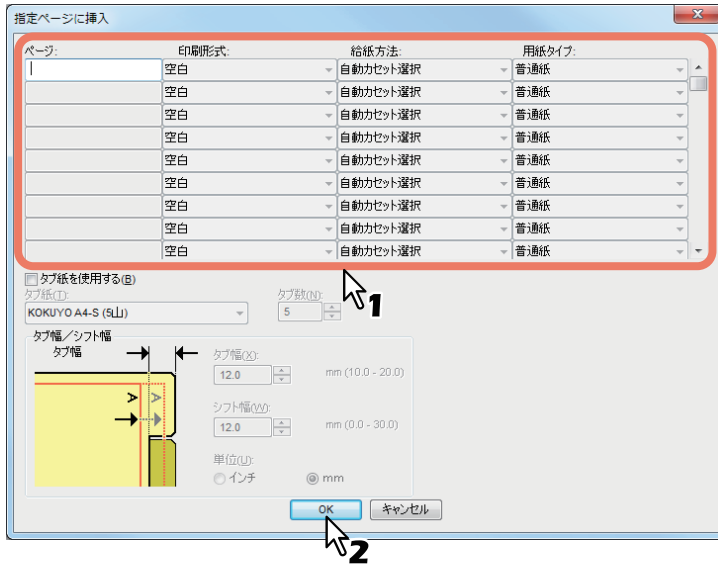 指定ページに挿入
ページ: 印刷形式: 給紙方法: 用紙タイプ:
空白 自動カセット選択 普通紙
空白 自動カセット選択 普通紙
空白 自動カセット選択 普通紙
空白 自動カセット選択 普通紙
空白 自動カセット選択 普通紙
空白 自動カセット選択 普通紙
空白 自動カセット選択 普通紙
空白 自動カセット選択 普通紙
空白 自動カセット選択 普通紙
1
タブ紙を使用する(B)
タブ紙(T): タブ数(N):
KOKUYO A4-S (5山) 5
タブ幅/シフト幅
タブ幅
タブ幅(X):
12.0 mm (10.0 - 20.0)
A A
シフト幅(W):
12.0 mm (0.0 - 30.0)
単位(U):
インチ mm
OK キャンセル
2